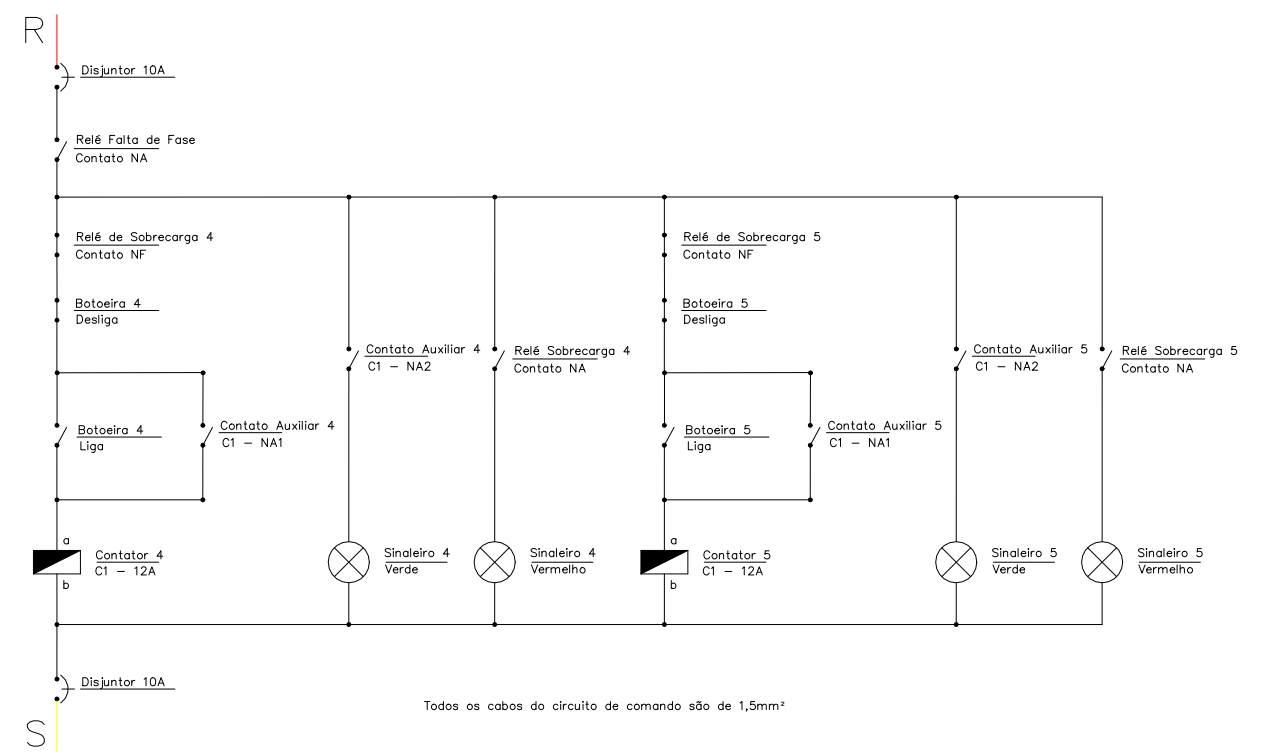 R
Disjuntor 10A
Relé Falta de Fase
Contato NA
Relé de Sobrecarga 4
Contato NF
Relé de Sobrecarga 5
Contato NF
Botoeira 4
Desliga
Botoeira 5
Desliga
Contato Auxiliar 4
C1 - NA2
Relé Sobrecarga 4
Contato NA
Contato Auxiliar 5
C1 - NA2
Relé Sobrecarga 5
Contato NA
Botoeira 4
Liga
Contato Auxiliar 4
C1 - NA1
Botoeira 5
Liga
Contato Auxiliar 5
C1 - NA1
a
Contator 4
C1 - 12A
b
Sinaleiro 4
Verde
Sinaleiro 4
Vermelho
a
Contator 5
C1 - 12A
b
Sinaleiro 5
Verde
Sinaleiro 5
Vermelho
Disjuntor 10A
Todos os cabos do circuito de comando são de 1,5mm²
S